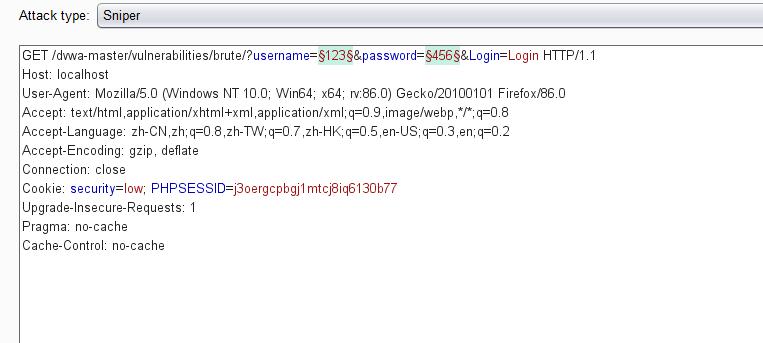 Attack type: Sniper
GET /dvwa-master/vulnerabilities/brute/?username=§123§&password=§456§&Login=Login HTTP/1.1
Host: localhost
User-Agent: Mozilla/5.0 (Windows NT 10.0; Win64; x64; rv:86.0) Gecko/20100101 Firefox/86.0
Accept: text/html,application/xhtml+xml,application/xml;q=0.9,image/webp,*/*;q=0.8
Accept-Language: zh-CN,zh;q=0.8,zh-TW;q=0.7,zh-HK;q=0.5,en-US;q=0.3,en;q=0.2
Accept-Encoding: gzip, deflate
Connection: close
Cookie: security=low; PHPSESSID=j3oergcpbgj1mtcj8iq6130b77
Upgrade-Insecure-Requests: 1
Pragma: no-cache
Cache-Control: no-cache